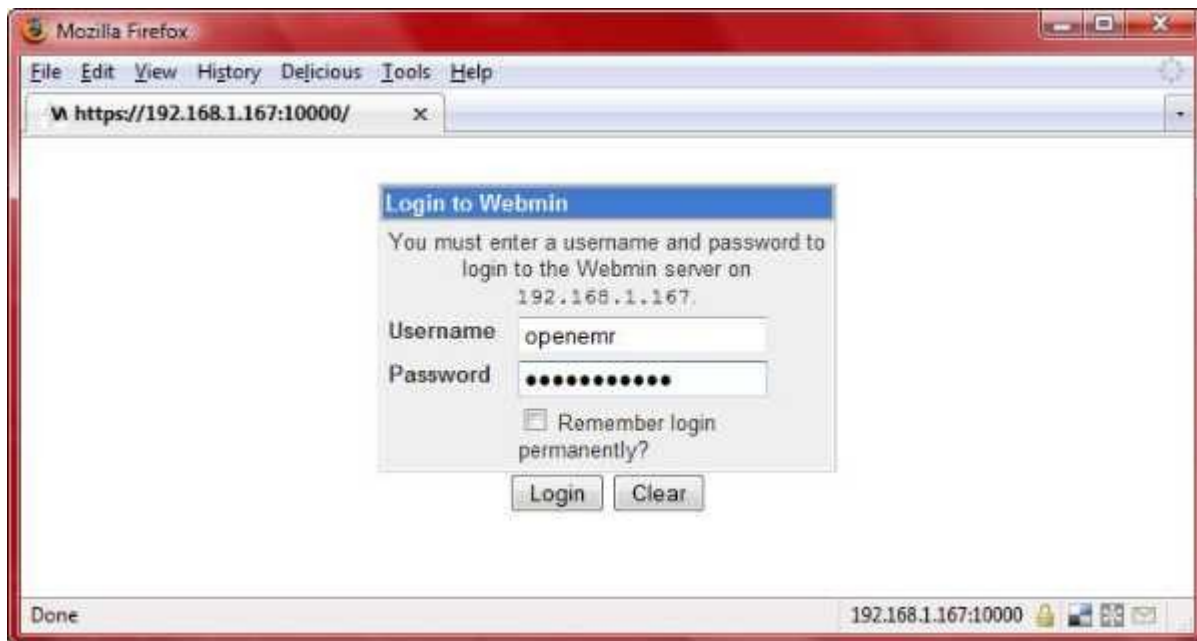 Mozilla Firefox
File Edit View History Delicious Tools Help
https://192.168.1.167:10000/
Login to Webmin
You must enter a username and password to
login to the Webmin server on
192.168.1.167.
Username openemr
Password ●●●●●●●●●●●
Remember login
permanently?
Login Clear
Done 192.168.1.167:10000